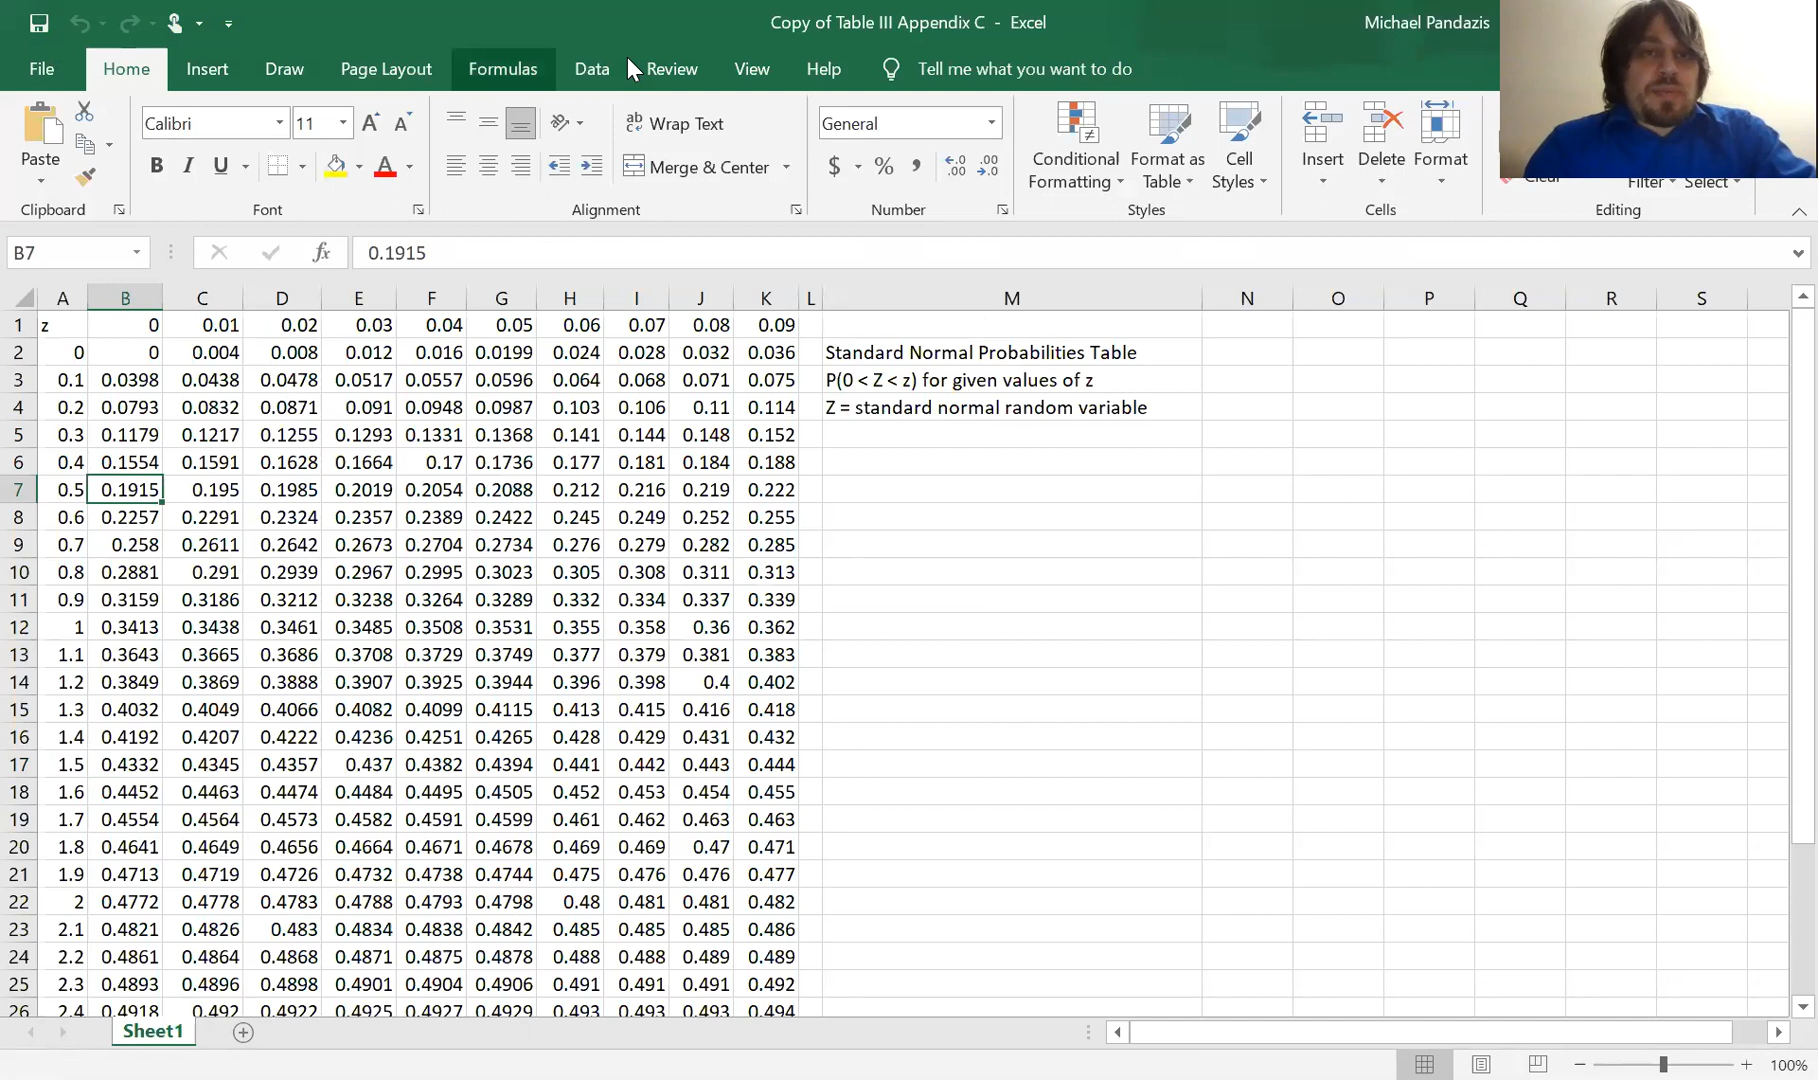 Copy of Table III Appendix C - Excel
Michael Pandazis
File Home Insert Draw Page Layout Formulas Data Review View Help Tell me what you want to do
Calibri 11 Wrap Text General
Paste B I U Merge & Center $ % , Conditional Formatting Format as Table Cell Styles Insert Delete Format Clear Filter Select
Clipboard Font Alignment Number Styles Cells Editing
B7 fx 0.1915
A B C D E F G H I J K L M N O P Q R S
1 z 0 0.01 0.02 0.03 0.04 0.05 0.06 0.07 0.08 0.09
2 0 0 0.004 0.008 0.012 0.016 0.0199 0.024 0.028 0.032 0.036 Standard Normal Probabilities Table
3 0.1 0.0398 0.0438 0.0478 0.0517 0.0557 0.0596 0.064 0.068 0.071 0.075 P(0 < Z < z) for given values of z
4 0.2 0.0793 0.0832 0.0871 0.091 0.0948 0.0987 0.103 0.106 0.11 0.114 Z = standard normal random variable
5 0.3 0.1179 0.1217 0.1255 0.1293 0.1331 0.1368 0.141 0.144 0.148 0.152
6 0.4 0.1554 0.1591 0.1628 0.1664 0.17 0.1736 0.177 0.181 0.184 0.188
7 0.5 0.1915 0.195 0.1985 0.2019 0.2054 0.2088 0.212 0.216 0.219 0.222
8 0.6 0.2257 0.2291 0.2324 0.2357 0.2389 0.2422 0.245 0.249 0.252 0.255
9 0.7 0.258 0.2611 0.2642 0.2673 0.2704 0.2734 0.276 0.279 0.282 0.285
10 0.8 0.2881 0.291 0.2939 0.2967 0.2995 0.3023 0.305 0.308 0.311 0.313
11 0.9 0.3159 0.3186 0.3212 0.3238 0.3264 0.3289 0.332 0.334 0.337 0.339
12 1 0.3413 0.3438 0.3461 0.3485 0.3508 0.3531 0.355 0.358 0.36 0.362
13 1.1 0.3643 0.3665 0.3686 0.3708 0.3729 0.3749 0.377 0.379 0.381 0.383
14 1.2 0.3849 0.3869 0.3888 0.3907 0.3925 0.3944 0.396 0.398 0.4 0.402
15 1.3 0.4032 0.4049 0.4066 0.4082 0.4099 0.4115 0.413 0.415 0.416 0.418
16 1.4 0.4192 0.4207 0.4222 0.4236 0.4251 0.4265 0.428 0.429 0.431 0.432
17 1.5 0.4332 0.4345 0.4357 0.437 0.4382 0.4394 0.441 0.442 0.443 0.444
18 1.6 0.4452 0.4463 0.4474 0.4484 0.4495 0.4505 0.452 0.453 0.454 0.455
19 1.7 0.4554 0.4564 0.4573 0.4582 0.4591 0.4599 0.461 0.462 0.463 0.463
20 1.8 0.4641 0.4649 0.4656 0.4664 0.4671 0.4678 0.469 0.469 0.47 0.471
21 1.9 0.4713 0.4719 0.4726 0.4732 0.4738 0.4744 0.475 0.476 0.476 0.477
22 2 0.4772 0.4778 0.4783 0.4788 0.4793 0.4798 0.48 0.481 0.481 0.482
23 2.1 0.4821 0.4826 0.483 0.4834 0.4838 0.4842 0.485 0.485 0.485 0.486
24 2.2 0.4861 0.4864 0.4868 0.4871 0.4875 0.4878 0.488 0.488 0.489 0.489
25 2.3 0.4893 0.4896 0.4898 0.4901 0.4904 0.4906 0.491 0.491 0.491 0.492
26 2.4 0.4918 0.492 0.4922 0.4925 0.4927 0.4929 0.493 0.493 0.493 0.494
Sheet1
100%